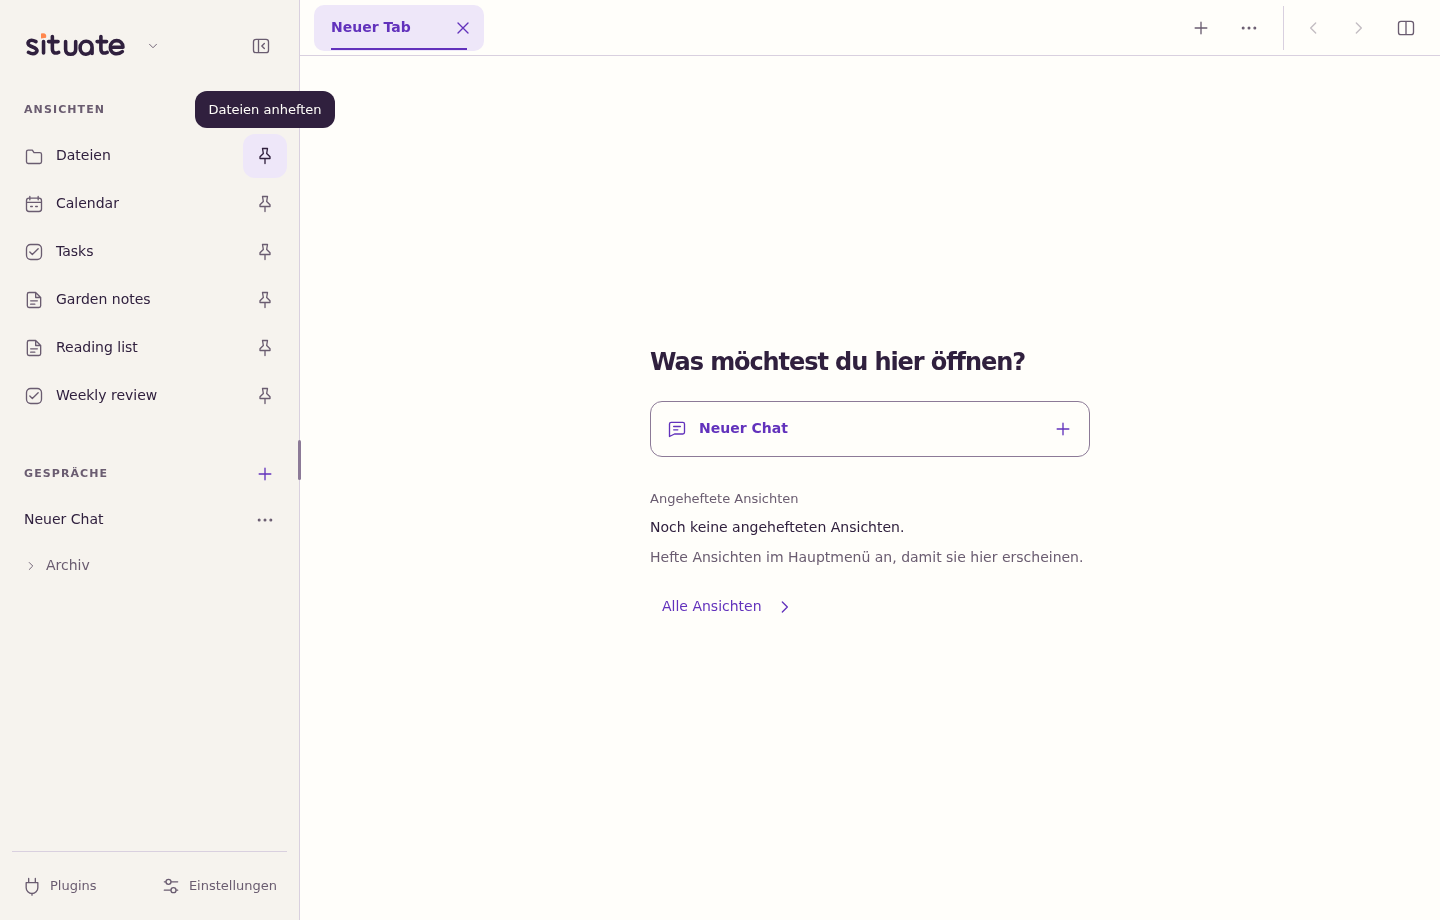 situate
Neuer Tab
ANSICHTEN
Dateien anheften
Dateien
Calendar
Tasks
Garden notes
Reading list
Weekly review
GESPRÄCHE
Neuer Chat
Archiv
Plugins
Einstellungen
Was möchtest du hier öffnen?
Neuer Chat
Angeheftete Ansichten
Noch keine angehefteten Ansichten.
Hefte Ansichten im Hauptmenü an, damit sie hier erscheinen.
Alle Ansichten